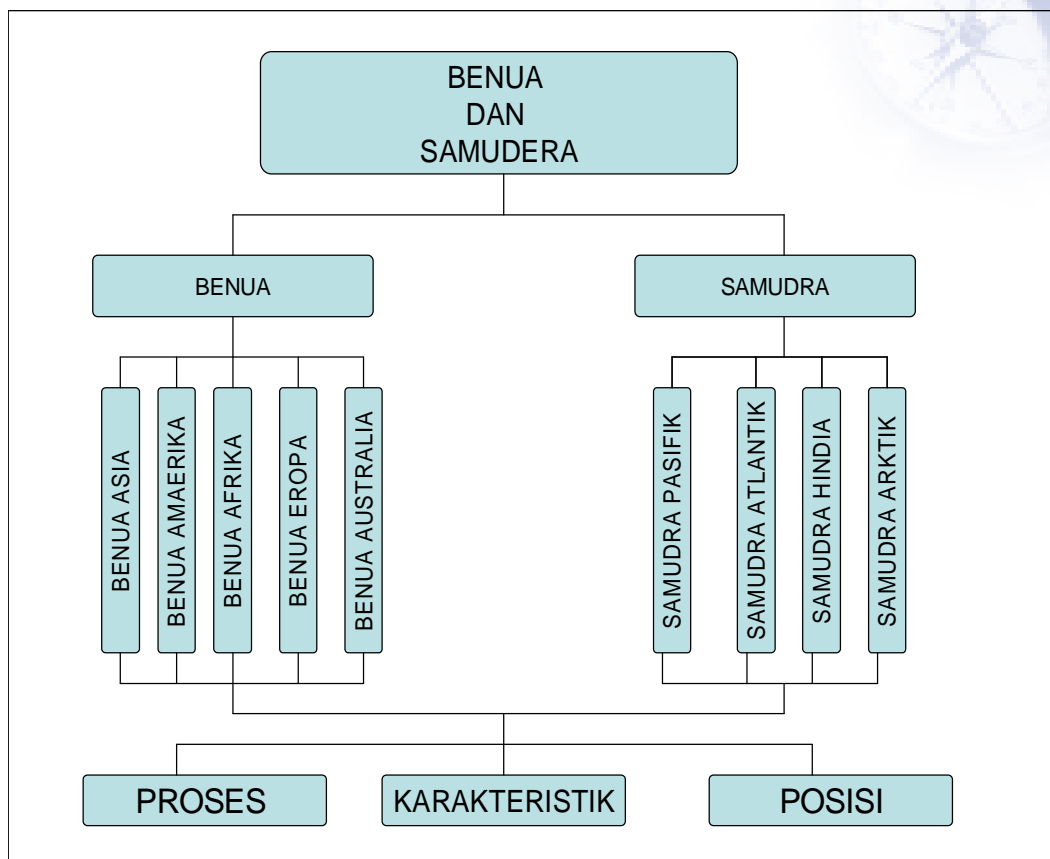 BENUA
DAN
SAMUDERA
BENUA
SAMUDRA
BENUA ASIA
BENUA AMAERIKA
BENUA AFRIKA
BENUA EROPA
BENUA AUSTRALIA
SAMUDRA PASIFIK
SAMUDRA ATLANTIK
SAMUDRA HINDIA
SAMUDRA ARKTIK
PROSES
KARAKTERISTIK
POSISI